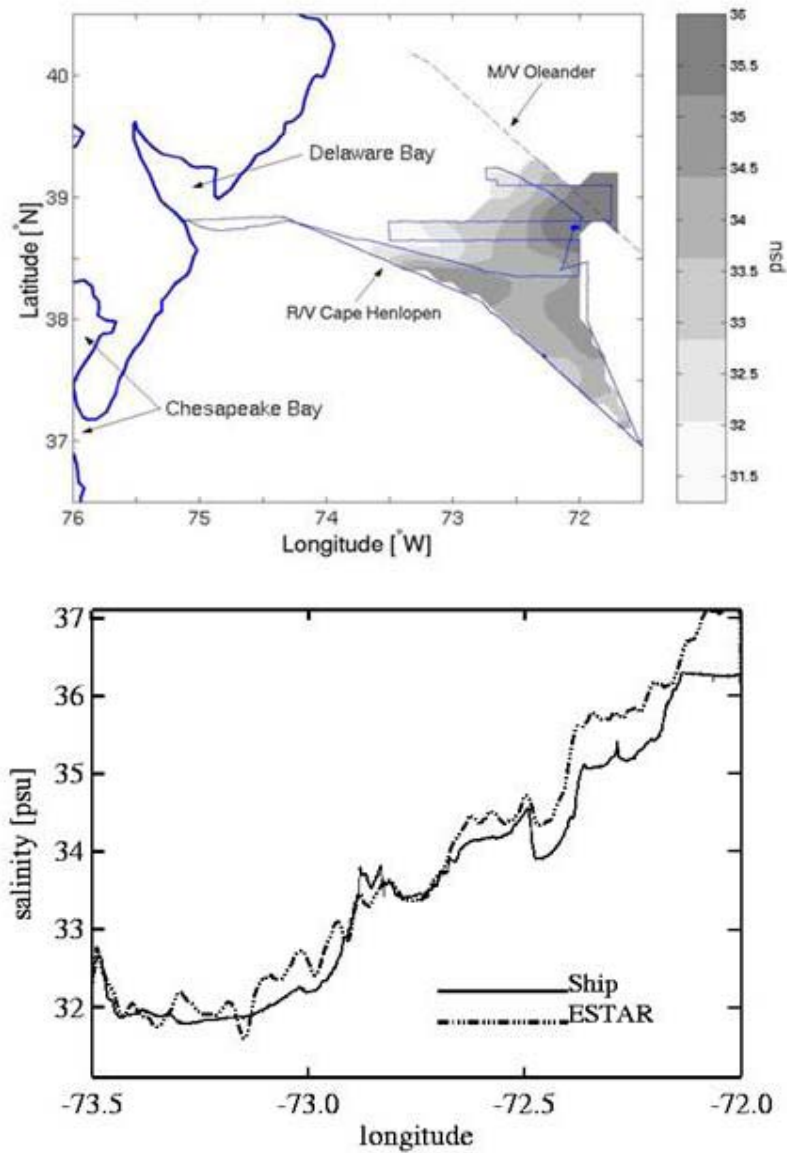 40
39
38
37
Latitude [°N]
M/V Oleander
Delaware Bay
R/V Cape Henlopen
Chesapeake Bay
76 75 74 73 72
Longitude [°W]
36
35.5
35
34.5
34
33.5
33
32.5
32
31.5
psu
37
36
35
34
33
32
salinity [psu]
Ship
ESTAR
-73.5 -73.0 -72.5 -72.0
longitude